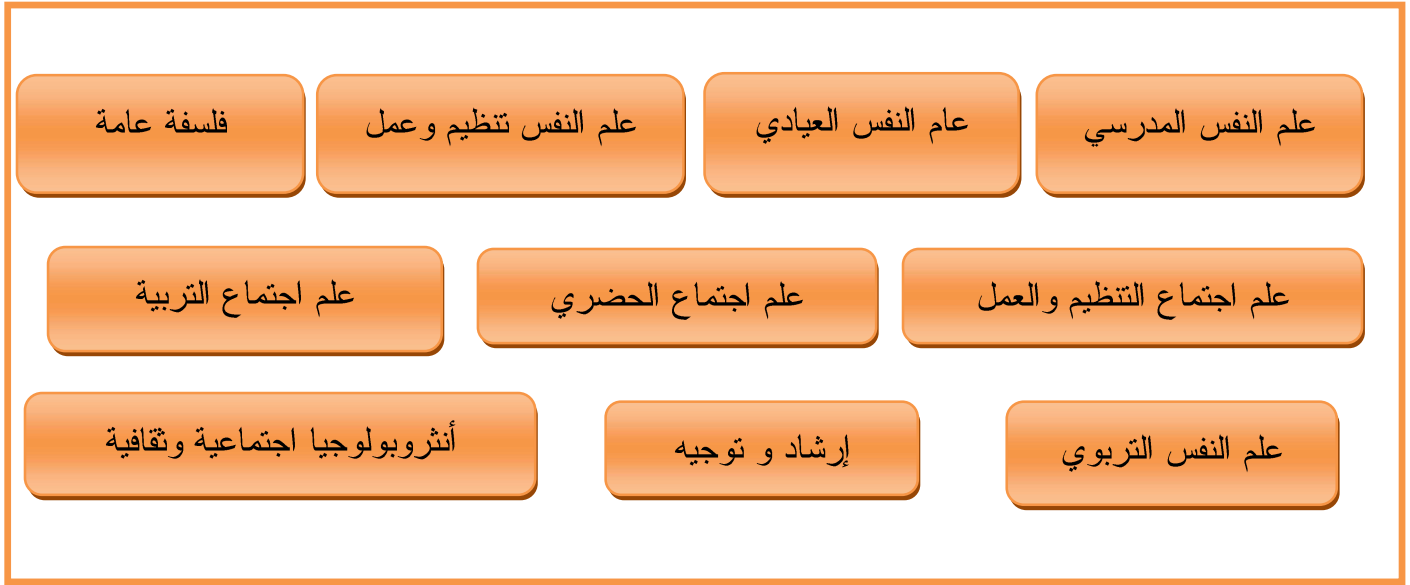 علم النفس المدرسي
عام النفس العيادي
علم النفس تنظيم وعمل
فلسفة عامة
علم اجتماع التنظيم والعمل
علم اجتماع الحضري
علم اجتماع التربية
علم النفس التربوي
إرشاد و توجيه
أنثروبولوجيا اجتماعية وثقافية